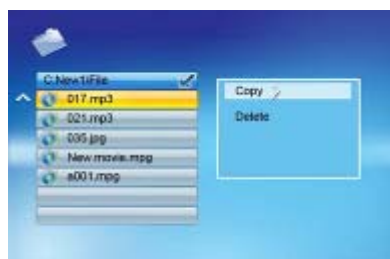 C:New1\File
017.mp3
021.mp3
035.jpg
New movie.mpg
a001.mpg
Copy
Delete